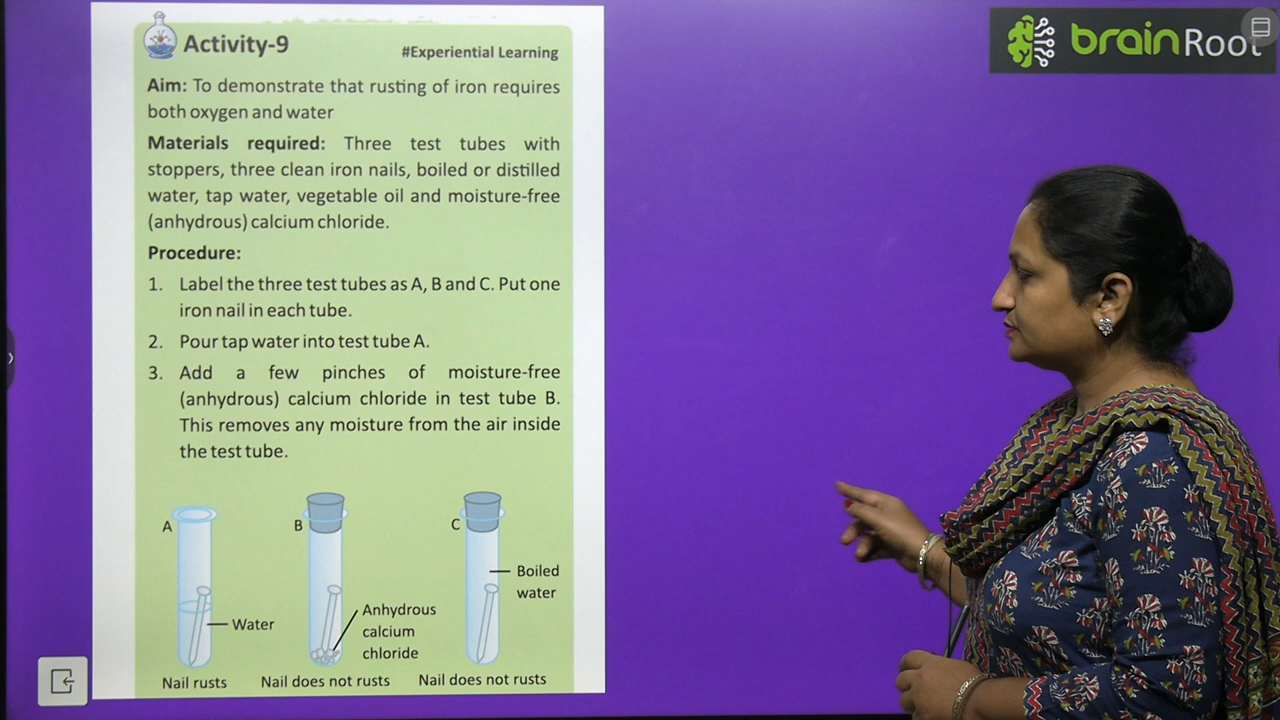 Activity-9
#Experiential Learning
Aim: To demonstrate that rusting of iron requires
both oxygen and water
Materials required: Three test tubes with
stoppers, three clean iron nails, boiled or distilled
water, tap water, vegetable oil and moisture-free
(anhydrous) calcium chloride.
Procedure:
1. Label the three test tubes as A, B and C. Put one
iron nail in each tube.
2. Pour tap water into test tube A.
3. Add a few pinches of moisture-free
(anhydrous) calcium chloride in test tube B.
This removes any moisture from the air inside
the test tube.
A
B
C
Boiled
water
Anhydrous
calcium
chloride
Water
Nail rusts
Nail does not rusts
Nail does not rusts
brainRoot